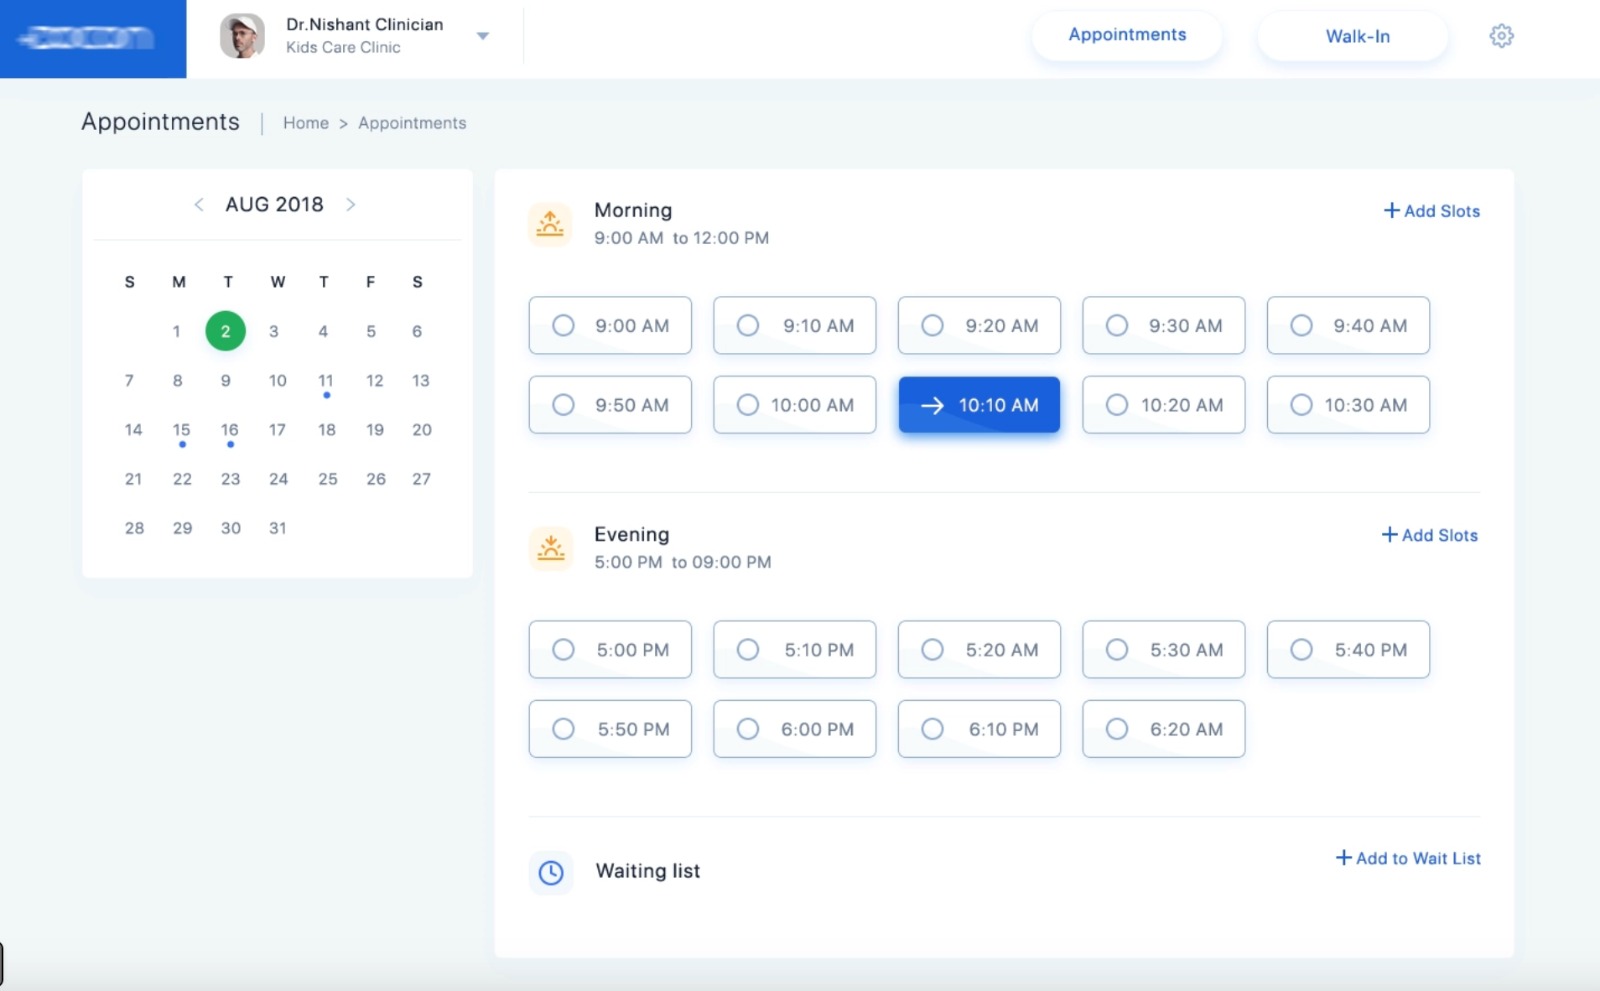 Dr.Nishant Clinician
Kids Care Clinic
Appointments
Walk-In
Appointments
Home > Appointments
< AUG 2018 >
S M T W T F S
1 2 3 4 5 6
7 8 9 10 11 12 13
14 15 16 17 18 19 20
21 22 23 24 25 26 27
28 29 30 31
Morning
9:00 AM to 12:00 PM
+ Add Slots
9:00 AM 9:10 AM 9:20 AM 9:30 AM 9:40 AM
9:50 AM 10:00 AM → 10:10 AM 10:20 AM 10:30 AM
Evening
5:00 PM to 09:00 PM
+ Add Slots
5:00 PM 5:10 PM 5:20 AM 5:30 AM 5:40 PM
5:50 PM 6:00 PM 6:10 PM 6:20 AM
Waiting list
+ Add to Wait List